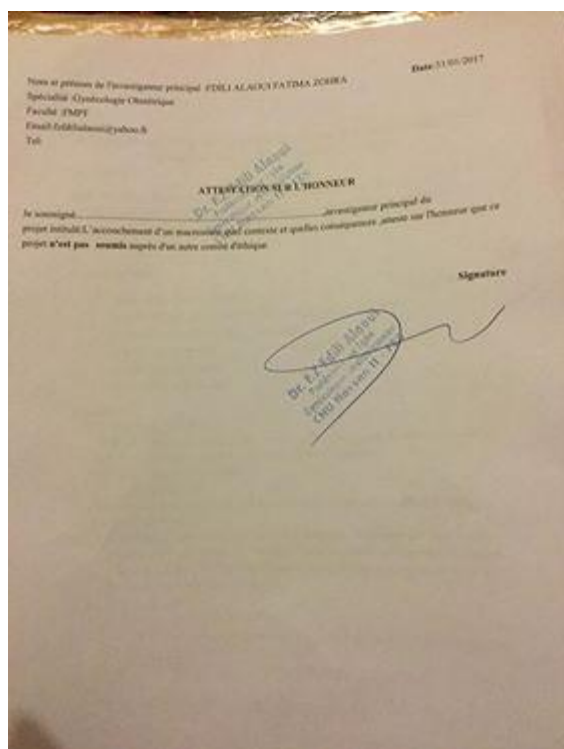 Date: 31/05/2017
Nom et prénom de l'investigateur principal :FDILI ALAOUI FATIMA ZOHRA
Spécialité :Gynécologie Obstétrique
Faculté :FMPF
Email:fzfdilialaoui@yahoo.fr
Tel:
ATTESTATION SUR L'HONNEUR
Je soussigné.......................................................................,investigateur principal du
projet intitulé:L'accouchement d'un macrosome quel contexte et quelles conséquences ,atteste sur l'honneur que ce
projet n'est pas soumis auprès d'un autre comité d'éthique
Signature
Dr. F.Z Fdili Alaoui
CHU Hassan II